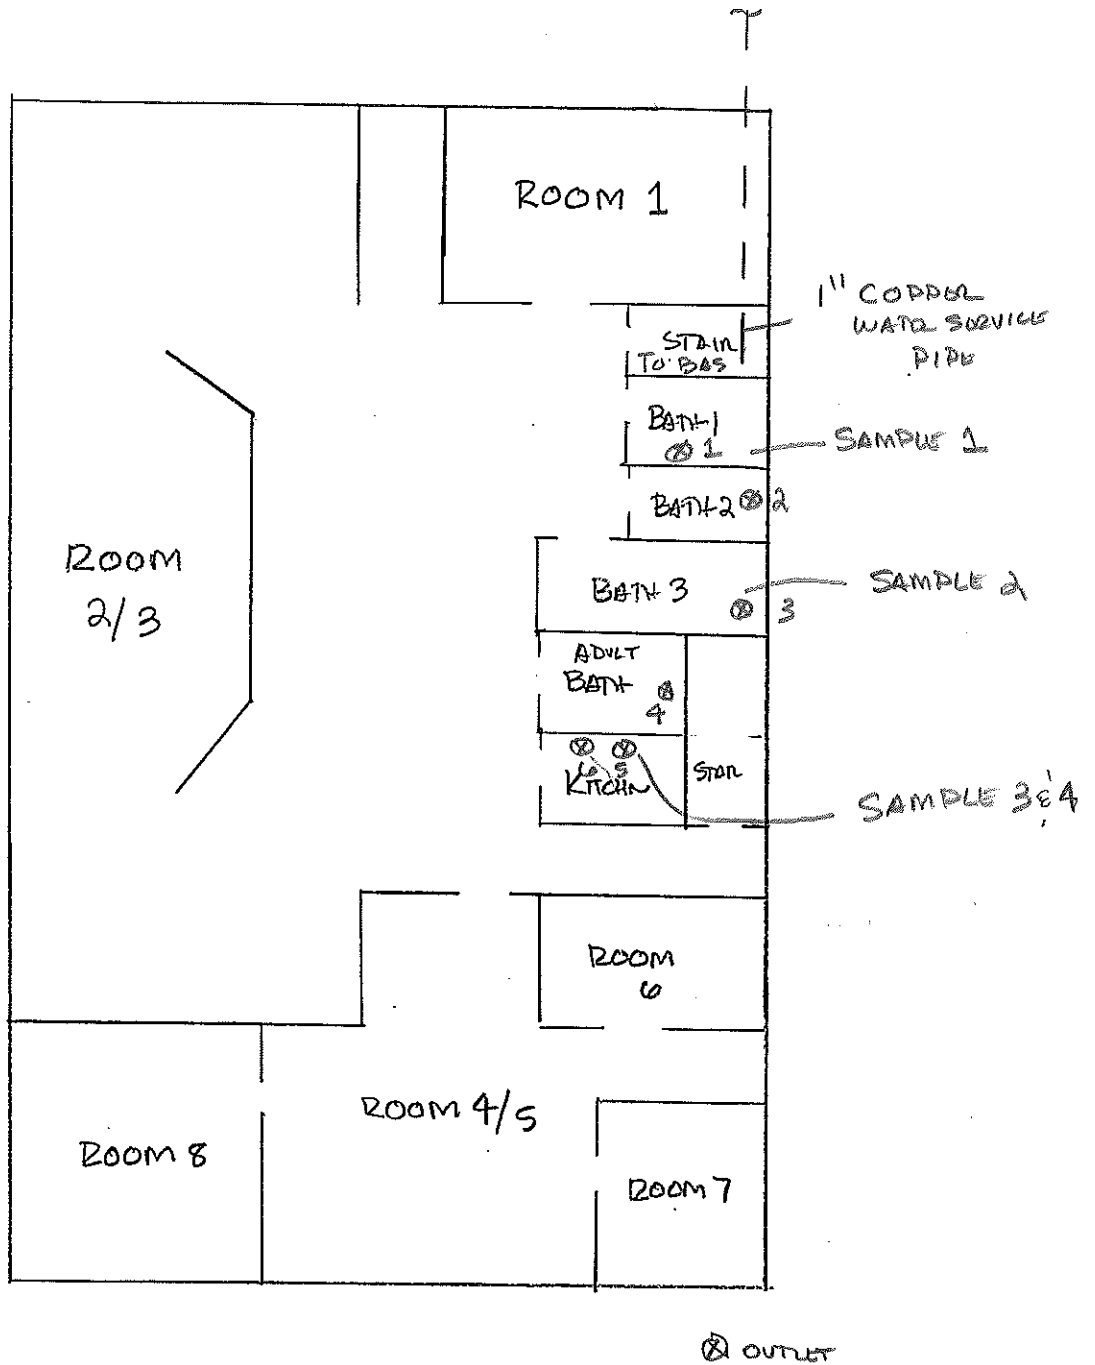 ROOM 1
1" COPPER
WATER SERVICE
PIPE
STAIR
TO BAS
BATH 1
1
SAMPLE 1
BATH 2
2
ROOM
2/3
BATH 3
3
SAMPLE 2
ADULT
BATH
4
6 5
KITCHN
STAIR
SAMPLE 3 & 4
ROOM
6
ROOM 4/5
ROOM 8
ROOM 7
OUTLET